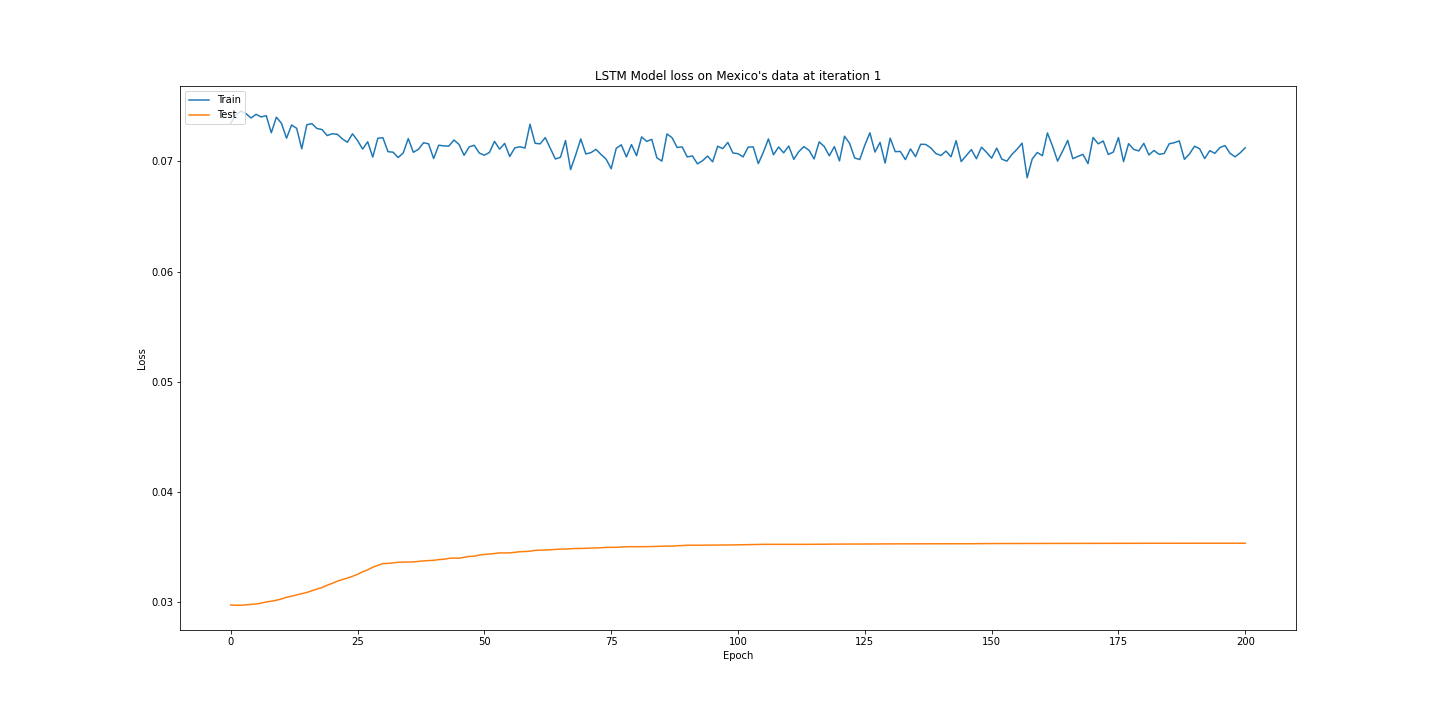 LSTM Model loss on Mexico's data at iteration 1
Train
Test
0.07
0.06
0.05
0.04
0.03
Loss
0 25 50 75 100 125 150 175 200
Epoch